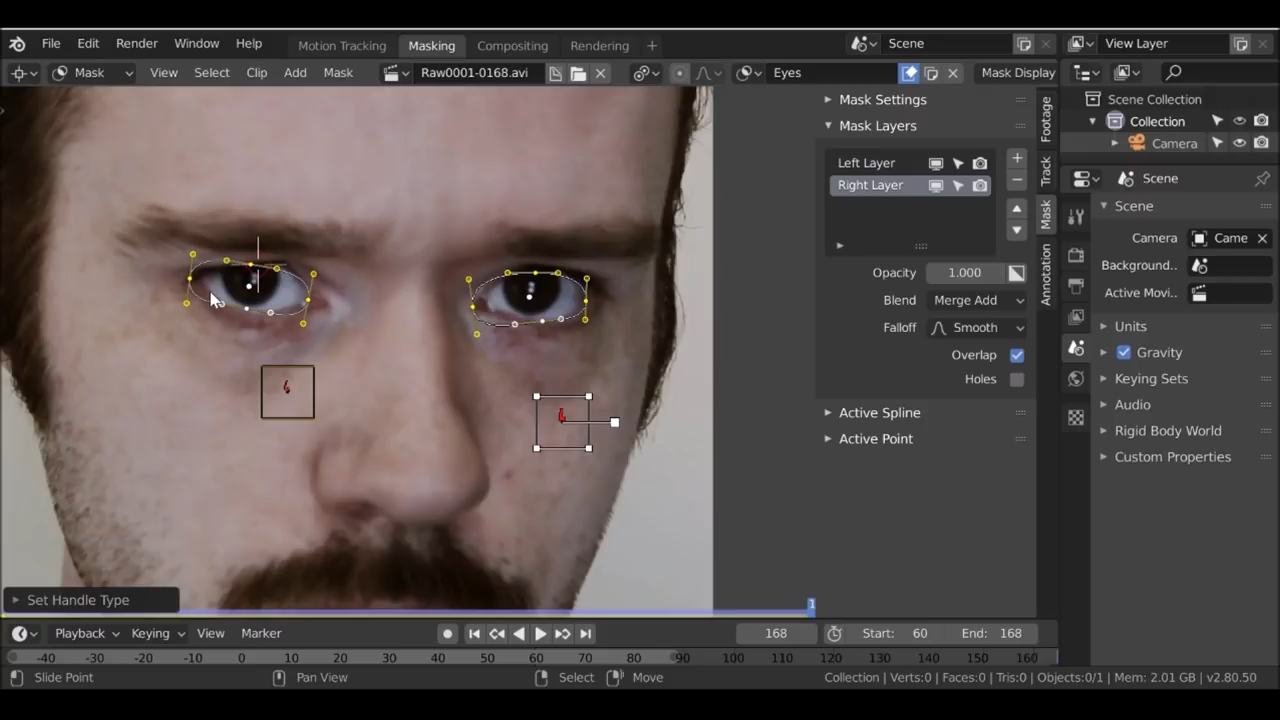 File Edit Render Window Help Motion Tracking Masking Compositing Rendering + Scene View Layer
Mask View Select Clip Add Mask Raw0001-0168.avi Eyes Mask Display
Mask Settings
Mask Layers
Left Layer
Right Layer
Opacity 1.000
Blend Merge Add
Falloff Smooth
Overlap
Holes
Active Spline
Active Point
Footage
Track
Mask
Annotation
Scene Collection
Collection
Camera
Scene
Scene
Camera Came
Background..
Active Movi..
Units
Gravity
Keying Sets
Audio
Rigid Body World
Custom Properties
Set Handle Type
1
Playback Keying View Marker 168 Start: 60 End: 168
-40 -30 -20 -10 0 10 20 30 40 50 60 70 80 90 100 110 120 130 140 150 160
Slide Point Pan View Select Move Collection | Verts:0 | Faces:0 | Tris:0 | Objects:0/1 | Mem: 2.01 GB | v2.80.50